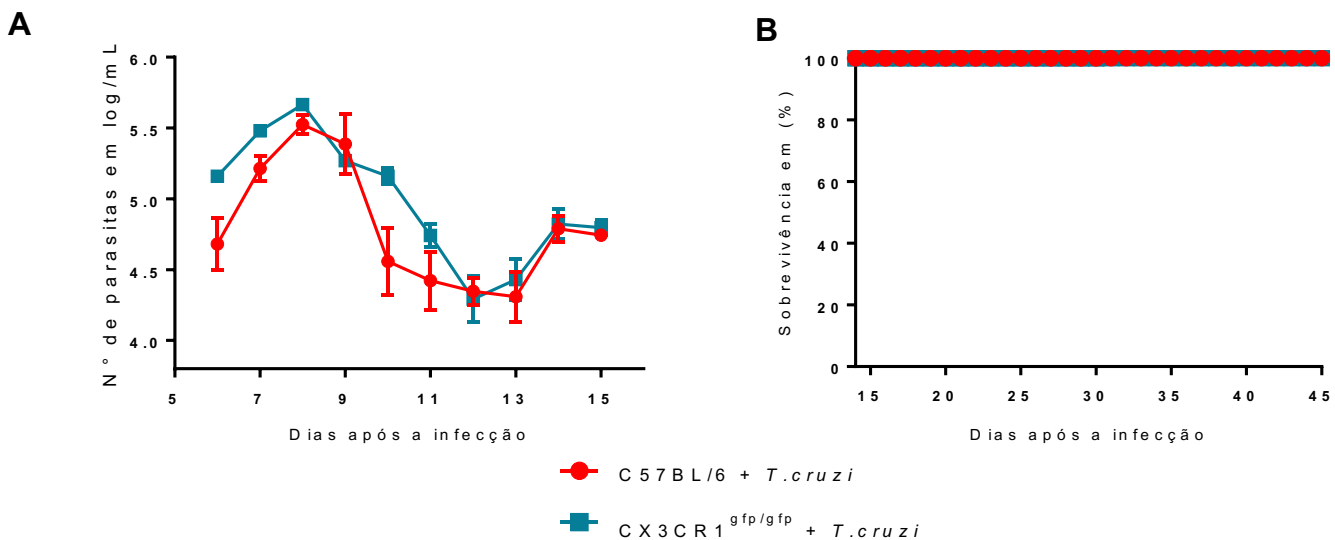 A
N° de parasitas em log/mL
6.0
5.5
5.0
4.5
4.0
5 7 9 11 13 15
Dias após a infecção
B
Sobrevivência em (%)
100
80
60
40
20
0
15 20 25 30 35 40 45
Dias após a infecção
C57BL/6 + T.cruzi
CX3CR1gfp/gfp + T.cruzi